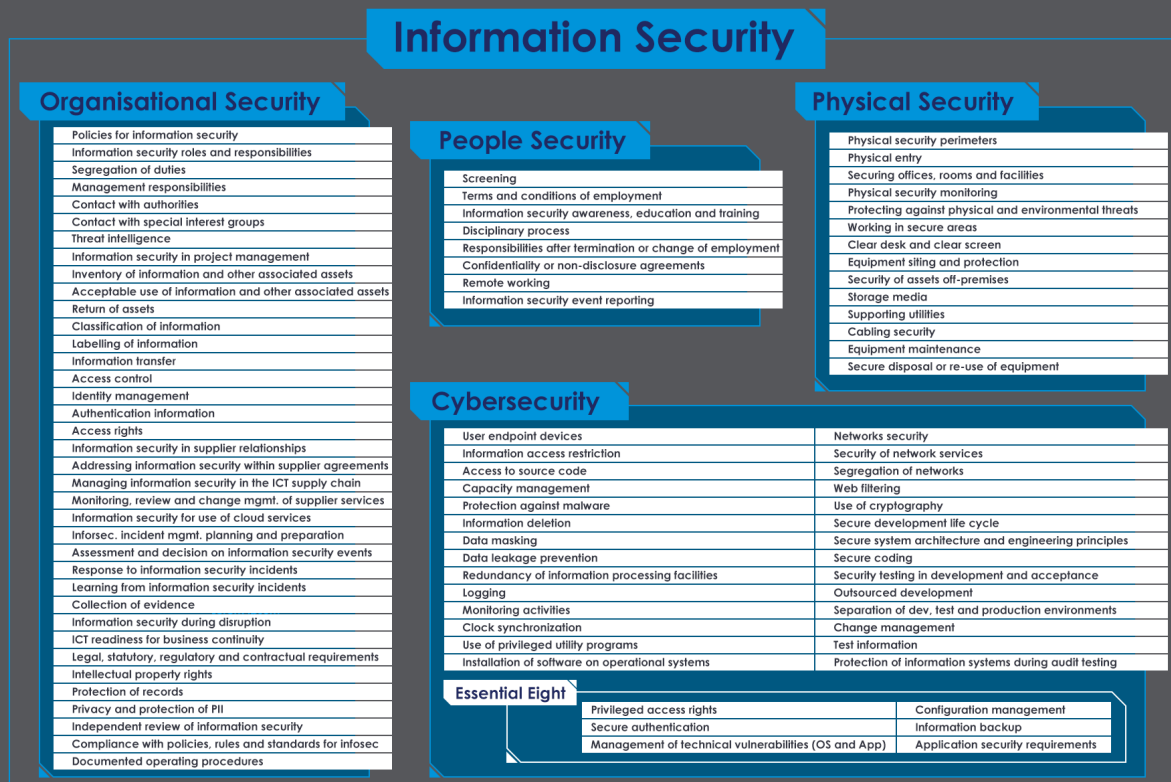 Information Security
Organisational Security
Policies for information security
Information security roles and responsibilities
Segregation of duties
Management responsibilities
Contact with authorities
Contact with special interest groups
Threat intelligence
Information security in project management
Inventory of information and other associated assets
Acceptable use of information and other associated assets
Return of assets
Classification of information
Labelling of information
Information transfer
Access control
Identity management
Authentication information
Access rights
Information security in supplier relationships
Addressing information security within supplier agreements
Managing information security in the ICT supply chain
Monitoring, review and change mgmt. of supplier services
Information security for use of cloud services
Inforsec. incident mgmt. planning and preparation
Assessment and decision on information security events
Response to information security incidents
Learning from information security incidents
Collection of evidence
Information security during disruption
ICT readiness for business continuity
Legal, statutory, regulatory and contractual requirements
Intellectual property rights
Protection of records
Privacy and protection of PII
Independent review of information security
Compliance with policies, rules and standards for infosec
Documented operating procedures
People Security
Screening
Terms and conditions of employment
Information security awareness, education and training
Disciplinary process
Responsibilities after termination or change of employment
Confidentiality or non-disclosure agreements
Remote working
Information security event reporting
Physical Security
Physical security perimeters
Physical entry
Securing offices, rooms and facilities
Physical security monitoring
Protecting against physical and environmental threats
Working in secure areas
Clear desk and clear screen
Equipment siting and protection
Security of assets off-premises
Storage media
Supporting utilities
Cabling security
Equipment maintenance
Secure disposal or re-use of equipment
Cybersecurity
User endpoint devices
Information access restriction
Access to source code
Capacity management
Protection against malware
Information deletion
Data masking
Data leakage prevention
Redundancy of information processing facilities
Logging
Monitoring activities
Clock synchronization
Use of privileged utility programs
Installation of software on operational systems
Networks security
Security of network services
Segregation of networks
Web filtering
Use of cryptography
Secure development life cycle
Secure system architecture and engineering principles
Secure coding
Security testing in development and acceptance
Outsourced development
Separation of dev, test and production environments
Change management
Test information
Protection of information systems during audit testing
Essential Eight
Privileged access rights
Secure authentication
Management of technical vulnerabilities (OS and App)
Configuration management
Information backup
Application security requirements